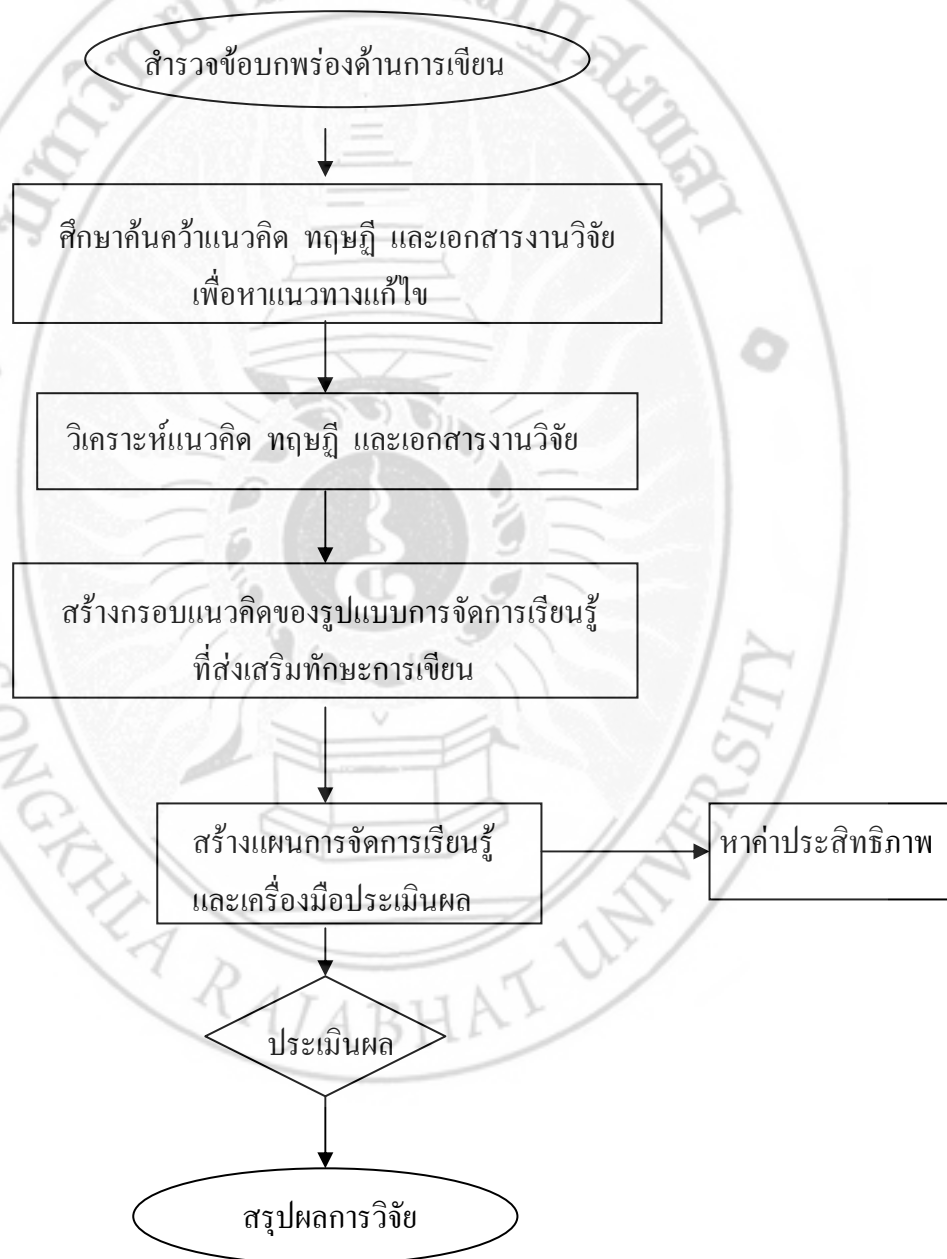 สำรวจข้อบกพร่องด้านการเขียน
ศึกษาค้นคว้าแนวคิด ทฤษฎี และเอกสารงานวิจัย
เพื่อหาแนวทางแก้ไข
วิเคราะห์แนวคิด ทฤษฎี และเอกสารงานวิจัย
สร้างกรอบแนวคิดของรูปแบบการจัดการเรียนรู้
ที่ส่งเสริมทักษะการเขียน
สร้างแผนการจัดการเรียนรู้
และเครื่องมือประเมินผล
หาค่าประสิทธิภาพ
ประเมินผล
สรุปผลการวิจัย
RAJABHAT UNIVERSITY